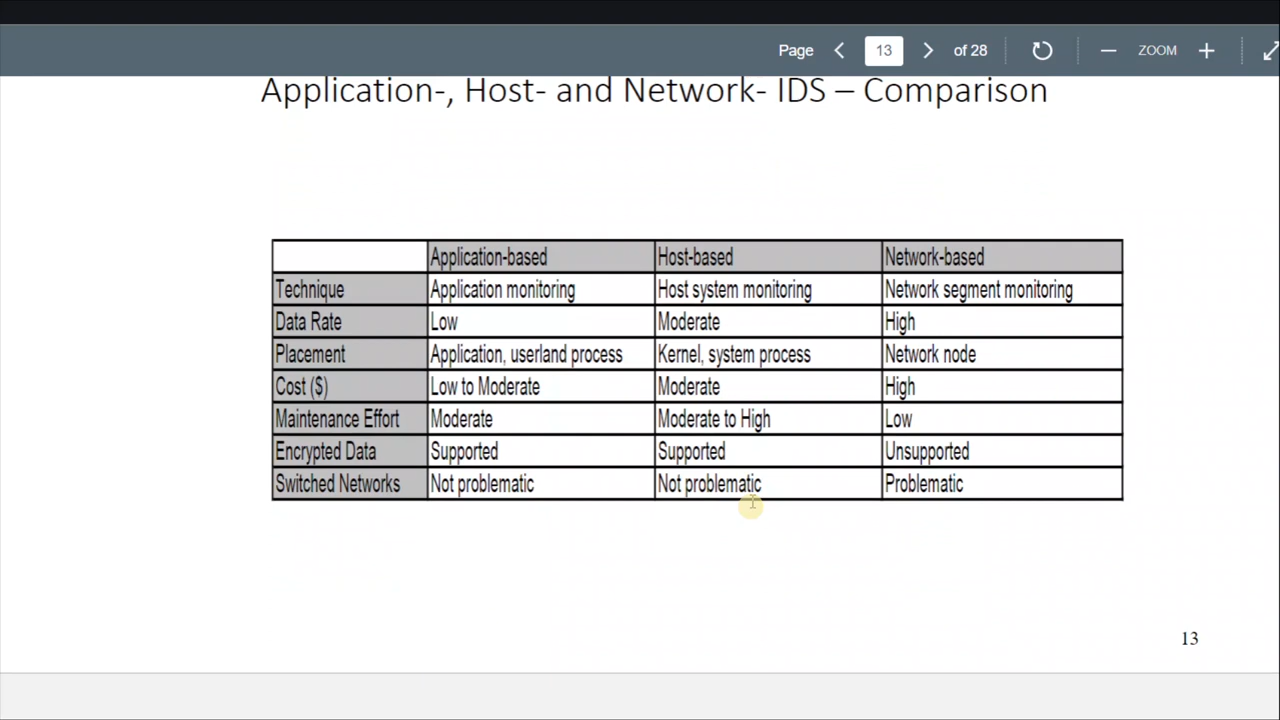 Page 13 of 28 ZOOM
Application-, Host- and Network- IDS – Comparison
Application-based Host-based Network-based
Technique Application monitoring Host system monitoring Network segment monitoring
Data Rate Low Moderate High
Placement Application, userland process Kernel, system process Network node
Cost ($) Low to Moderate Moderate High
Maintenance Effort Moderate Moderate to High Low
Encrypted Data Supported Supported Unsupported
Switched Networks Not problematic Not problematic Problematic
13